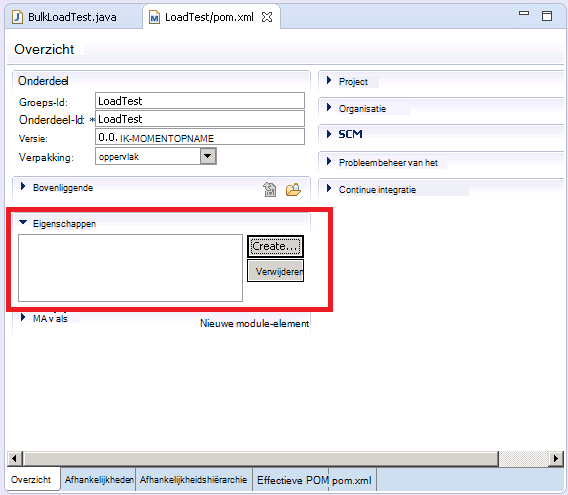 BulkLoadTest.java
LoadTest/pom.xml
Overzicht
Onderdeel
Groeps-Id: LoadTest
Onderdeel-Id: * LoadTest
Versie: 0.0. IK-MOMENTOPNAME
Verpakking: oppervlak
Bovenliggende
Eigenschappen
Create...
Verwijderen
MA v als
Nieuwe module-element
Project
Organisatie
SCM
Probleembeheer van het
Continue integratie
Overzicht
Afhankelijkheden
Afhankelijkheidshiërarchie
Effectieve POM
pom.xml